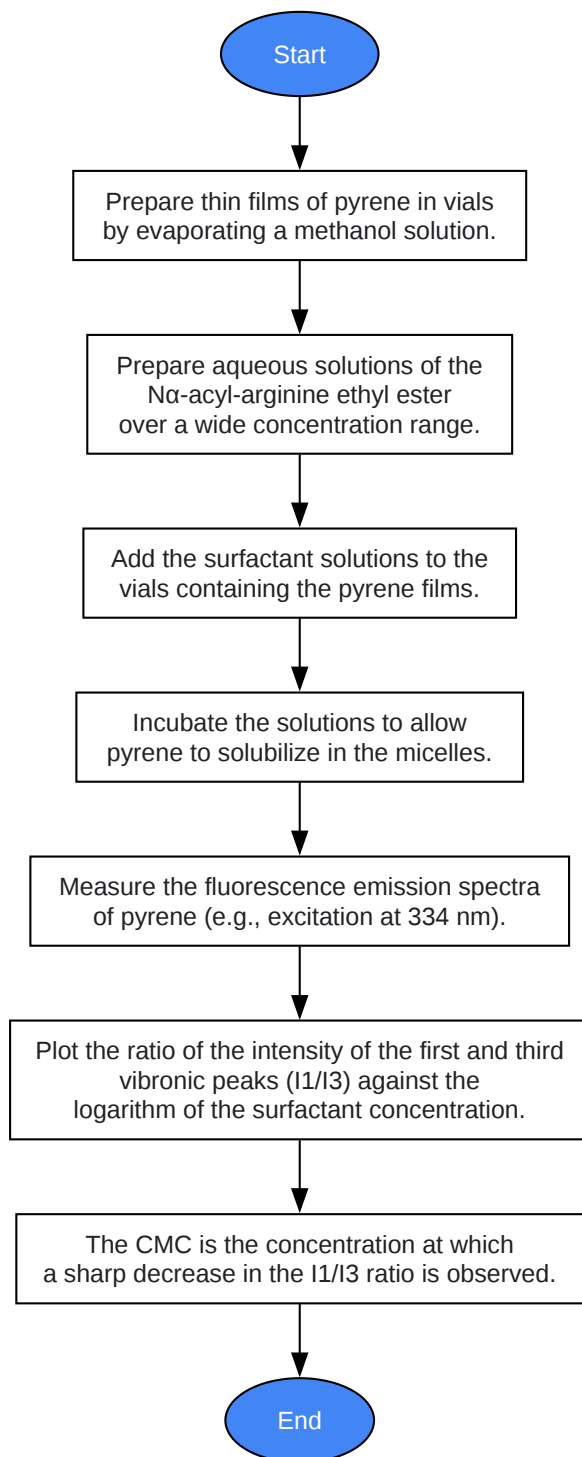 Start
Prepare thin films of pyrene in vials
by evaporating a methanol solution.
Prepare aqueous solutions of the
Nα-acyl-arginine ethyl ester
over a wide concentration range.
Add the surfactant solutions to the
vials containing the pyrene films.
Incubate the solutions to allow
pyrene to solubilize in the micelles.
Measure the fluorescence emission spectra
of pyrene (e.g., excitation at 334 nm).
Plot the ratio of the intensity of the first and third
vibronic peaks (I1/I3) against the
logarithm of the surfactant concentration.
The CMC is the concentration at which
a sharp decrease in the I1/I3 ratio is observed.
End